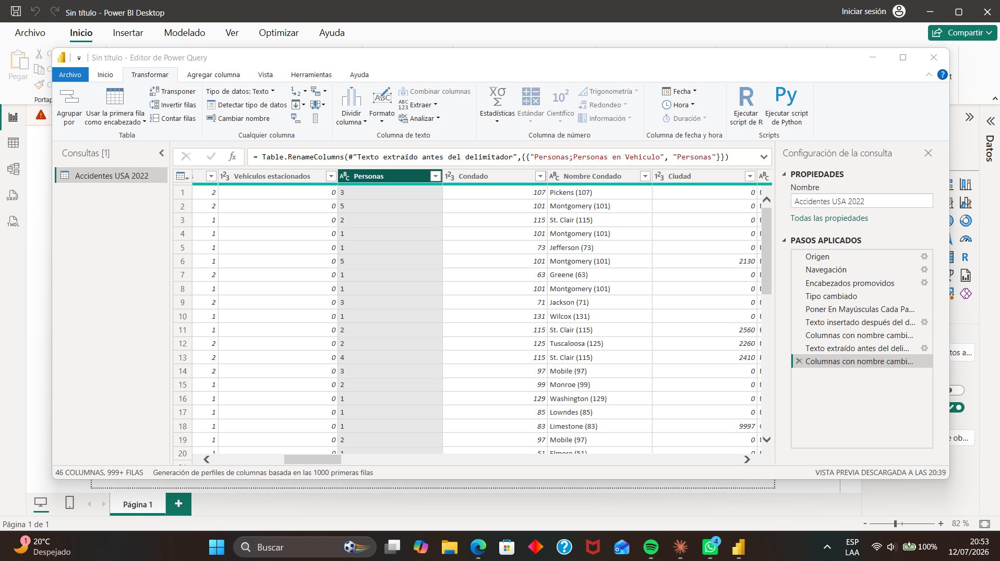 Sin título - Power BI Desktop
Iniciar sesión
Archivo Inicio Insertar Modelado Ver Optimizar Ayuda
Compartir
Pegar
Portap
Sin título - Editor de Power Query
Archivo Inicio Transformar Agregar columna Vista Herramientas Ayuda
Agrupar por
Usar la primera fila como encabezado
Transponer
Invertir filas
Contar filas
Tabla
Tipo de datos: Texto
Detectar tipo de datos
Cambiar nombre
Cualquier columna
Dividir columna
Formato
Combinar columnas
Extraer
Analizar
Columna de texto
Estadísticas
Estándar
Científico
Trigonometría
Redondeo
Información
Columna de número
Fecha
Hora
Duración
Columna de fecha y hora
Ejecutar script de R
Ejecutar script de Python
Scripts
Consultas [1]
Accidentes USA 2022
= Table.RenameColumns(#"Texto extraído antes del delimitador",{{"Personas;Personas en Vehiculo", "Personas"}})
Vehiculos estacionados Personas Condado Nombre Condado Ciudad
1 2 0 3 107 Pickens (107) 0
2 2 0 5 101 Montgomery (101) 0
3 1 0 2 115 St. Clair (115) 0
4 1 0 1 101 Montgomery (101) 0
5 1 0 1 73 Jefferson (73) 0
6 1 0 5 101 Montgomery (101) 2130
7 2 0 1 63 Greene (63) 0
8 1 0 1 101 Montgomery (101) 0
9 2 0 3 71 Jackson (71) 0
10 1 0 1 131 Wilcox (131) 0
11 1 0 2 115 St. Clair (115) 2560
12 2 0 2 125 Tuscaloosa (125) 2260
13 2 0 4 115 St. Clair (115) 2410
14 2 0 3 97 Mobile (97) 0
15 1 0 2 99 Monroe (99) 0
16 1 0 1 129 Washington (129) 0
17 1 0 1 85 Lowndes (85) 0
18 1 0 1 83 Limestone (83) 9997
19 1 0 2 97 Mobile (97) 0
20 1 0 1 51 Elmore (51) 0
Configuración de la consulta
PROPIEDADES
Nombre
Accidentes USA 2022
Todas las propiedades
PASOS APLICADOS
Origen
Navegación
Encabezados promovidos
Tipo cambiado
Poner En Mayúsculas Cada Pa...
Texto insertado después del d...
Columnas con nombre cambi...
Texto extraído antes del deli...
Columnas con nombre cambi...
46 COLUMNAS, 999+ FILAS Generación de perfiles de columnas basada en las 1000 primeras filas
VISTA PREVIA DESCARGADA A LAS 20:39
Datos
tos a...
e ob...
DAX
TMDL
Página 1
Página 1 de 1
82 %
1
20°C
Despejado
Buscar
4
ESP
LAA
100%
20:53
12/07/2026